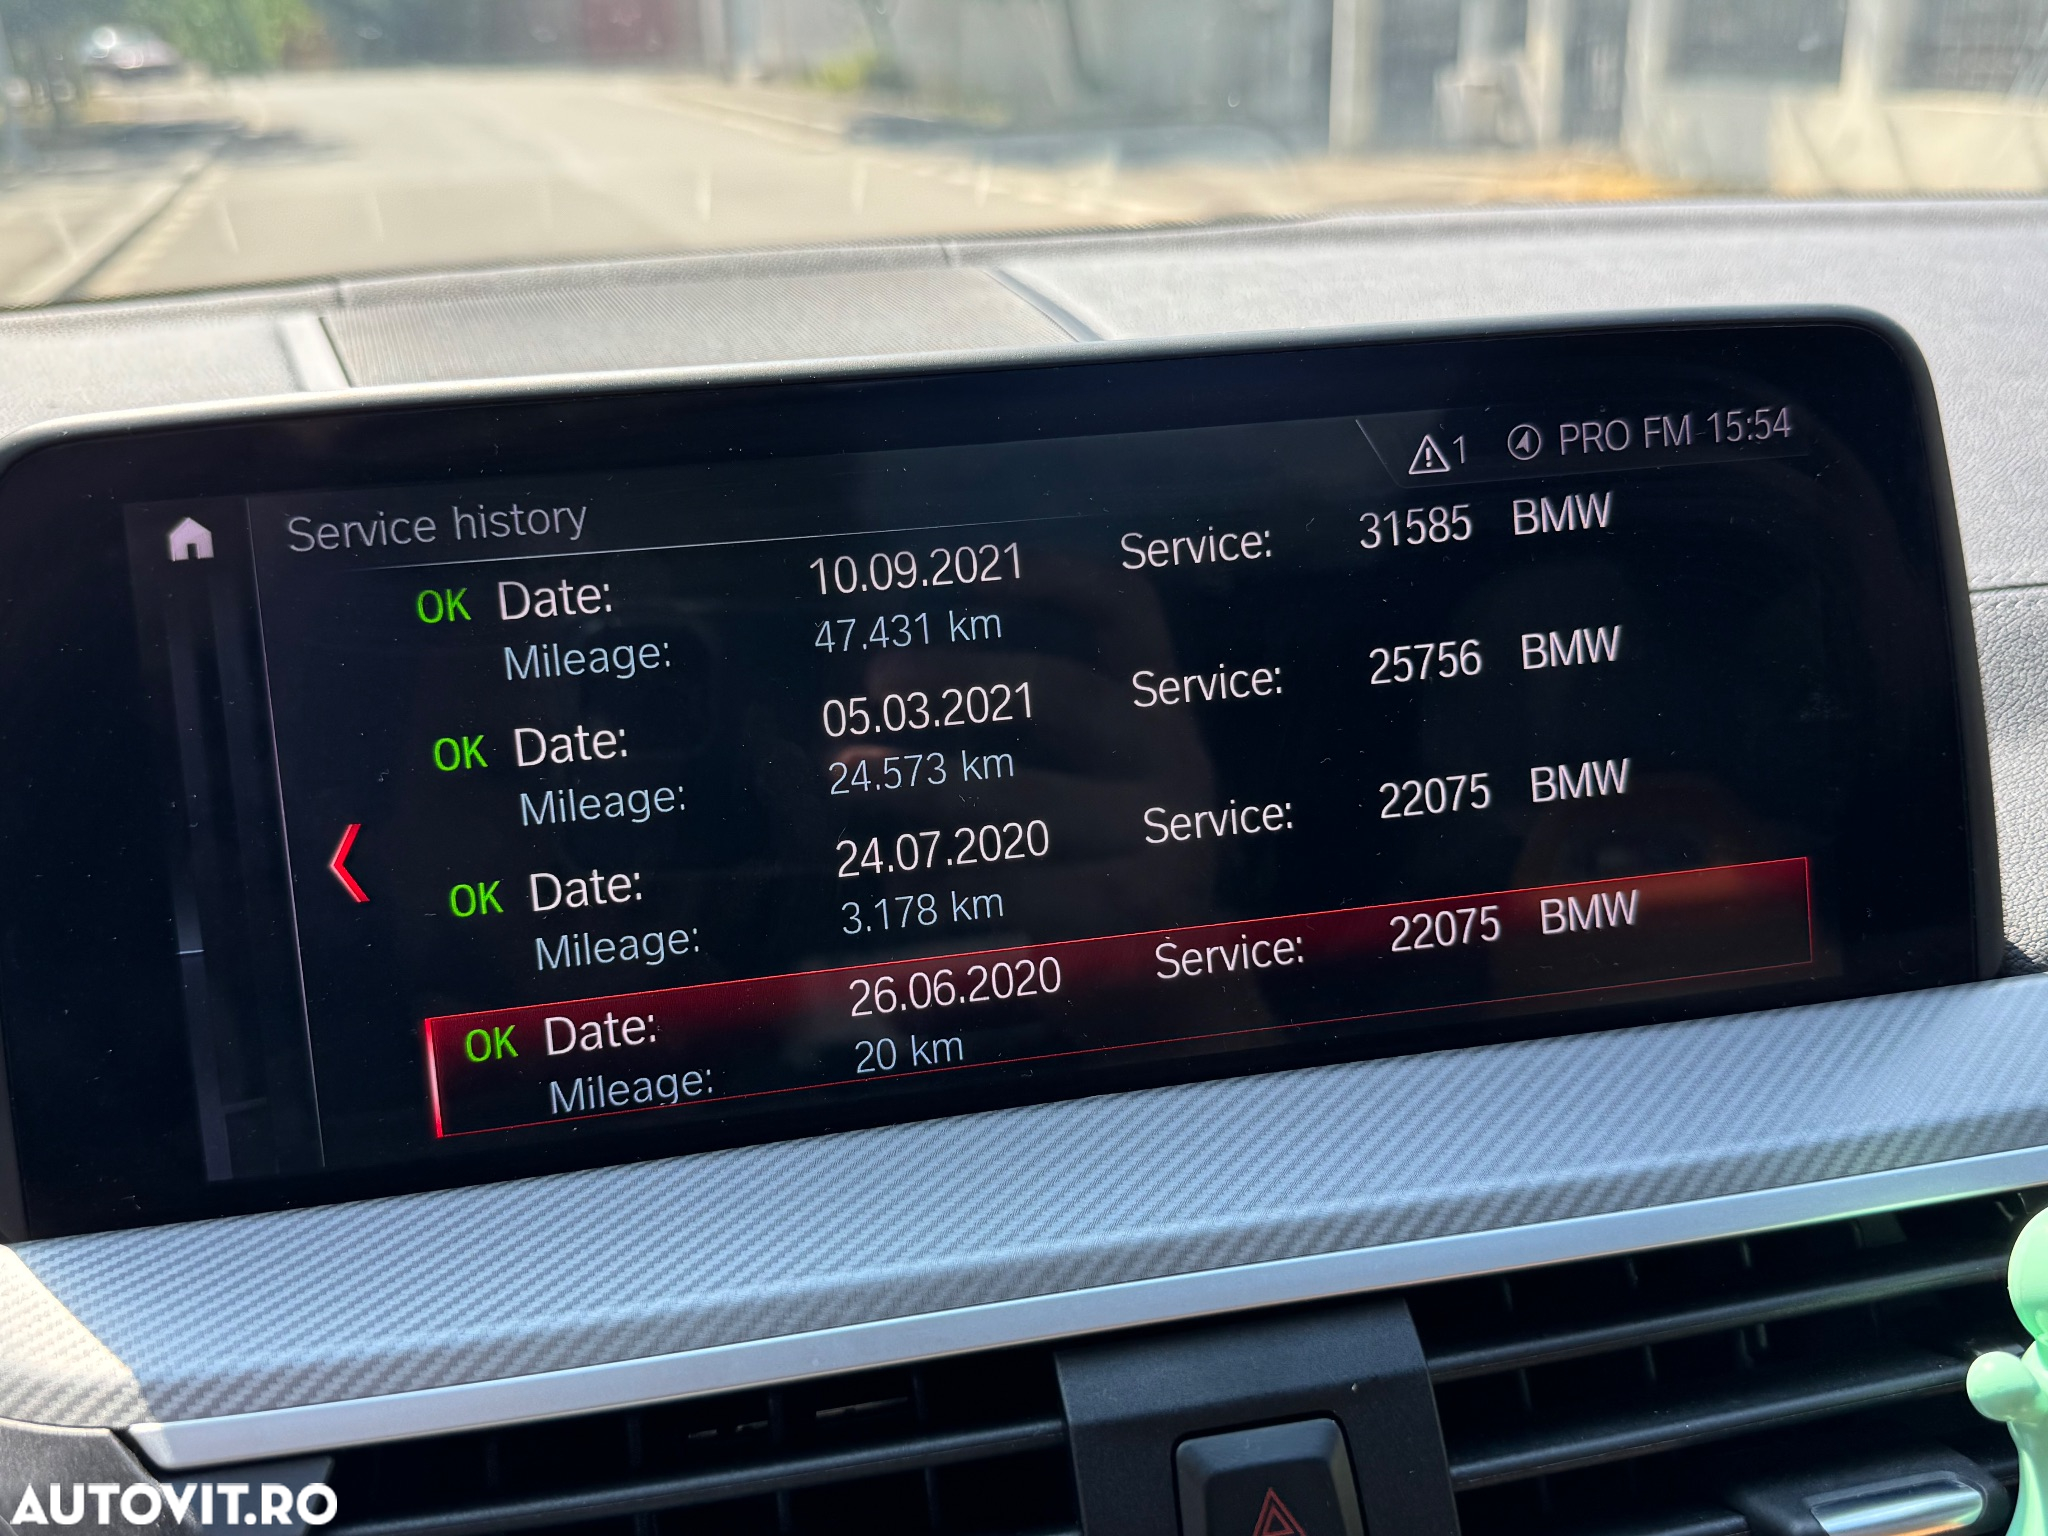 1 PRO FM 15:54
Service history
OK Date: 10.09.2021 Service: 31585 BMW
Mileage: 47.431 km
OK Date: 05.03.2021 Service: 25756 BMW
Mileage: 24.573 km
OK Date: 24.07.2020 Service: 22075 BMW
Mileage: 3.178 km
OK Date: 26.06.2020 Service: 22075 BMW
Mileage: 20 km
AUTOVIT.RO